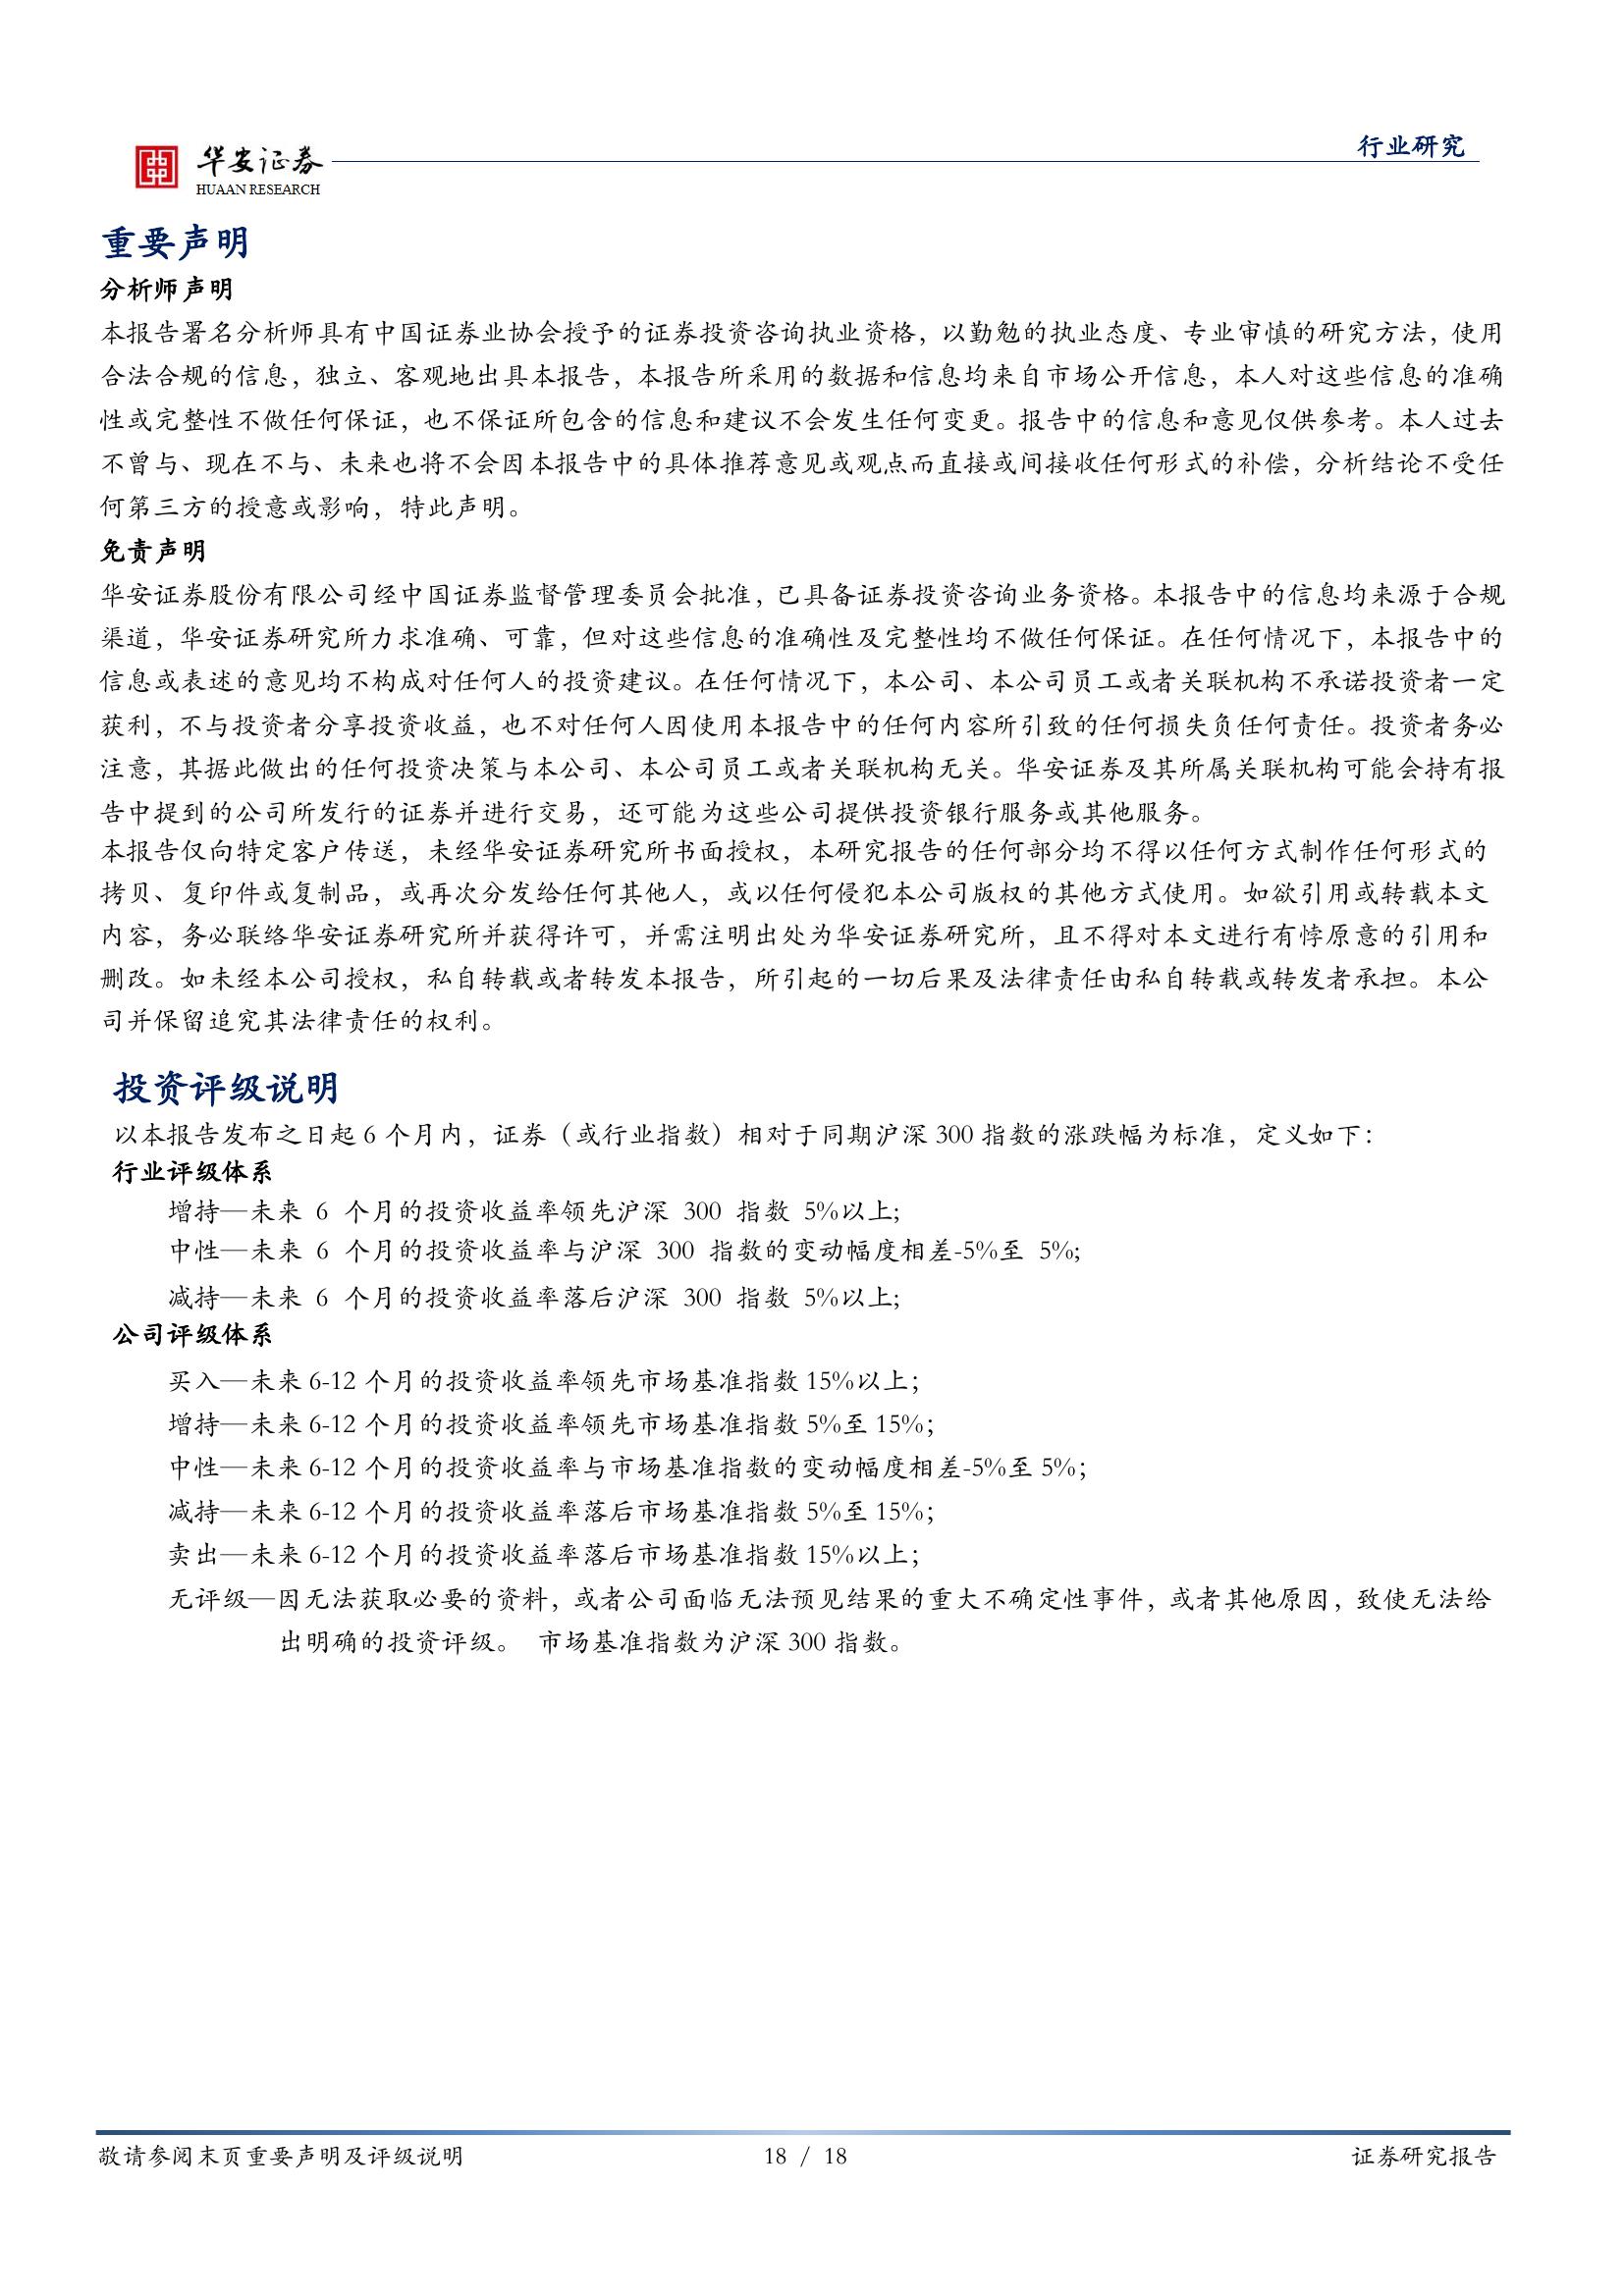 华安证券
HUAAN RESEARCH
行业研究
重要声明
分析师声明
本报告署名分析师具有中国证券业协会授予的证券投资咨询执业资格，以勤勉的执业态度、专业审慎的研究方法，使用
合法合规的信息，独立、客观地出具本报告，本报告所采用的数据和信息均来自市场公开信息，本人对这些信息的准确
性或完整性不做任何保证，也不保证所包含的信息和建议不会发生任何变更。报告中的信息和意见仅供参考。本人过去
不曾与、现在不与、未来也将不会因本报告中的具体推荐意见或观点而直接或间接收任何形式的补偿，分析结论不受任
何第三方的授意或影响，特此声明。
免责声明
华安证券股份有限公司经中国证券监督管理委员会批准，已具备证券投资咨询业务资格。本报告中的信息均来源于合规
渠道，华安证券研究所力求准确、可靠，但对这些信息的准确性及完整性均不做任何保证。在任何情况下，本报告中的
信息或表述的意见均不构成对任何人的投资建议。在任何情况下，本公司、本公司员工或者关联机构不承诺投资者一定
获利，不与投资者分享投资收益，也不对任何人因使用本报告中的任何内容所引致的任何损失负任何责任。投资者务必
注意，其据此做出的任何投资决策与本公司、本公司员工或者关联机构无关。华安证券及其所属关联机构可能会持有报
告中提到的公司所发行的证券并进行交易，还可能为这些公司提供投资银行服务或其他服务。
本报告仅向特定客户传送，未经华安证券研究所书面授权，本研究报告的任何部分均不得以任何方式制作任何形式的
拷贝、复印件或复制品，或再次分发给任何其他人，或以任何侵犯本公司版权的其他方式使用。如欲引用或转载本文
内容，务必联络华安证券研究所并获得许可，并需注明出处为华安证券研究所，且不得对本文进行有悖原意的引用和
删改。如未经本公司授权，私自转载或者转发本报告，所引起的一切后果及法律责任由私自转载或转发者承担。本公
司并保留追究其法律责任的权利。
投资评级说明
以本报告发布之日起 6 个月内，证券（或行业指数）相对于同期沪深 300 指数的涨跌幅为标准，定义如下：
行业评级体系
增持—未来 6 个月的投资收益率领先沪深 300 指数 5%以上;
中性—未来 6 个月的投资收益率与沪深 300 指数的变动幅度相差-5%至 5%;
减持—未来 6 个月的投资收益率落后沪深 300 指数 5%以上;
公司评级体系
买入—未来 6-12 个月的投资收益率领先市场基准指数 15%以上；
增持—未来 6-12 个月的投资收益率领先市场基准指数 5%至 15%；
中性—未来 6-12 个月的投资收益率与市场基准指数的变动幅度相差-5%至 5%；
减持—未来 6-12 个月的投资收益率落后市场基准指数 5%至 15%；
卖出—未来 6-12 个月的投资收益率落后市场基准指数 15%以上；
无评级—因无法获取必要的资料，或者公司面临无法预见结果的重大不确定性事件，或者其他原因，致使无法给
出明确的投资评级。 市场基准指数为沪深 300 指数。
敬请参阅末页重要声明及评级说明
18 / 18
证券研究报告